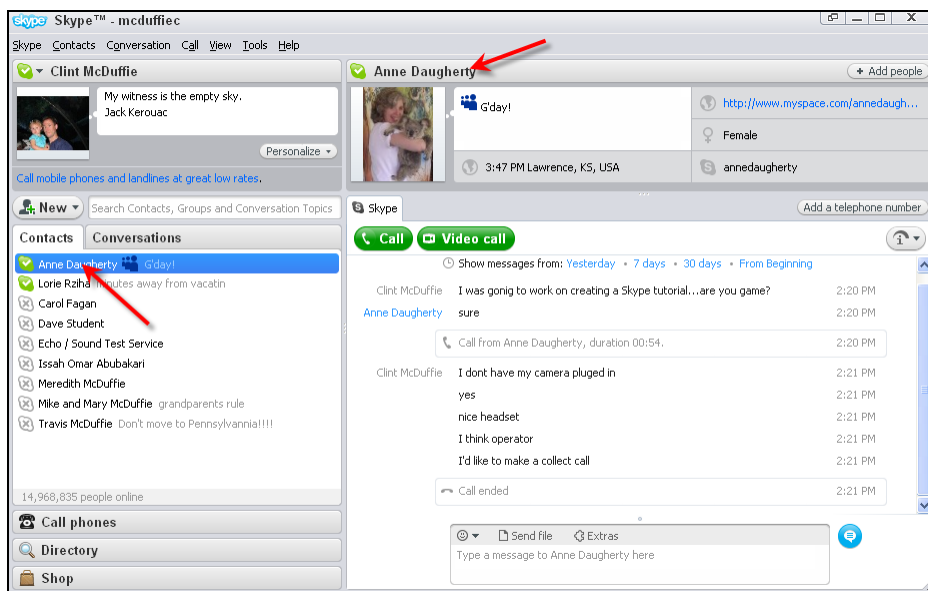 skype Skype™ - mcduffiec
Skype Contacts Conversation Call View Tools Help
Clint McDuffie
My witness is the empty sky.
Jack Kerouac
Personalize
Call mobile phones and landlines at great low rates.
New
Search Contacts, Groups and Conversation Topics
Contacts Conversations
Anne Daugherty G'day!
Lorie Rziha minutes away from vacatin
Carol Fagan
Dave Student
Echo / Sound Test Service
Issah Omar Abubakari
Meredith McDuffie
Mike and Mary McDuffie grandparents rule
Travis McDuffie Don't move to Pennsylvannia!!!!
14,968,835 people online
Call phones
Directory
Shop
Anne Daugherty
+ Add people
G'day!
http://www.myspace.com/annedaugh...
Female
3:47 PM Lawrence, KS, USA
annedaugherty
Skype
Add a telephone number
Call Video call
Show messages from: Yesterday • 7 days • 30 days • From Beginning
Clint McDuffie I was gonig to work on creating a Skype tutorial...are you game? 2:20 PM
Anne Daugherty sure 2:20 PM
Call from Anne Daugherty, duration 00:54. 2:20 PM
Clint McDuffie I dont have my camera pluged in 2:21 PM
yes 2:21 PM
nice headset 2:21 PM
I think operator 2:21 PM
I'd like to make a collect call 2:21 PM
Call ended 2:21 PM
Send file Extras
Type a message to Anne Daugherty here